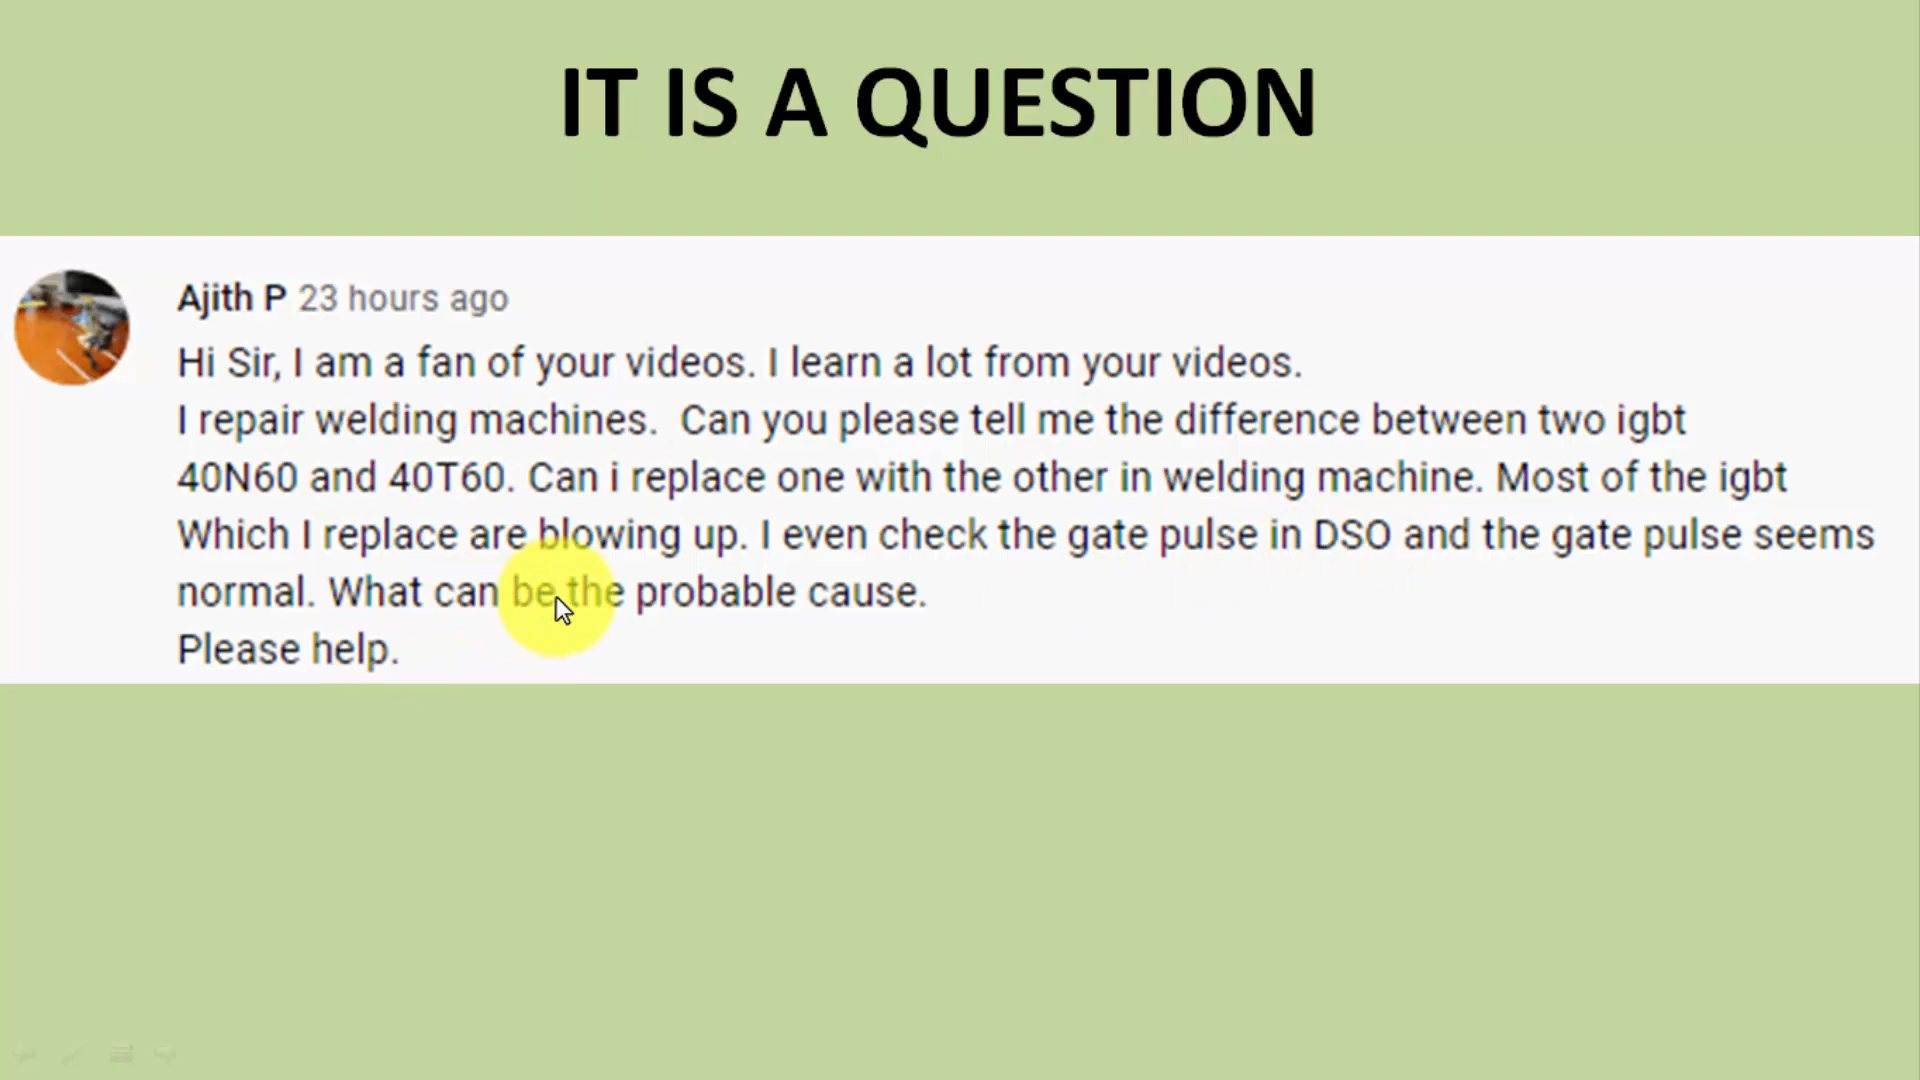 IT IS A QUESTION
Ajith P 23 hours ago
Hi Sir, I am a fan of your videos. I learn a lot from your videos.
I repair welding machines.  Can you please tell me the difference between two igbt
40N60 and 40T60. Can i replace one with the other in welding machine. Most of the igbt
Which I replace are blowing up. I even check the gate pulse in DSO and the gate pulse seems
normal. What can be the probable cause.
Please help.